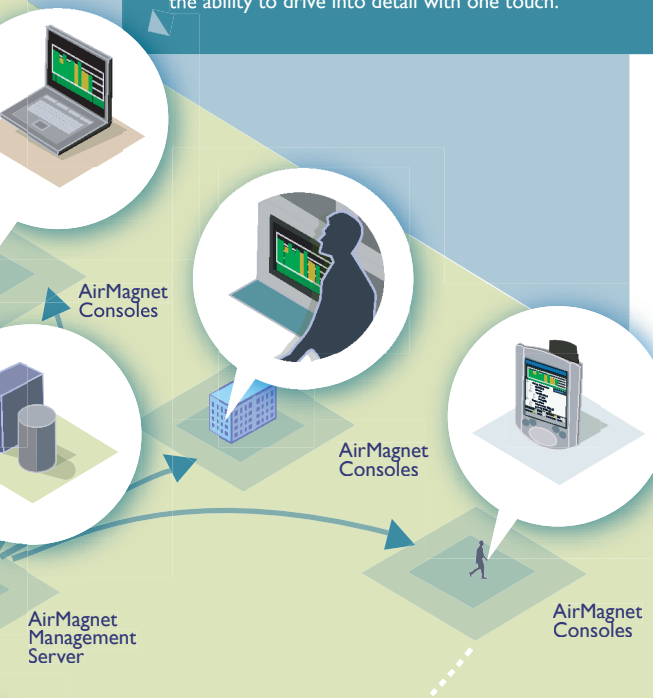 the ability to drive into detail with one touch.
AirMagnet
Consoles
AirMagnet
Consoles
AirMagnet
Consoles
AirMagnet
Management
Server